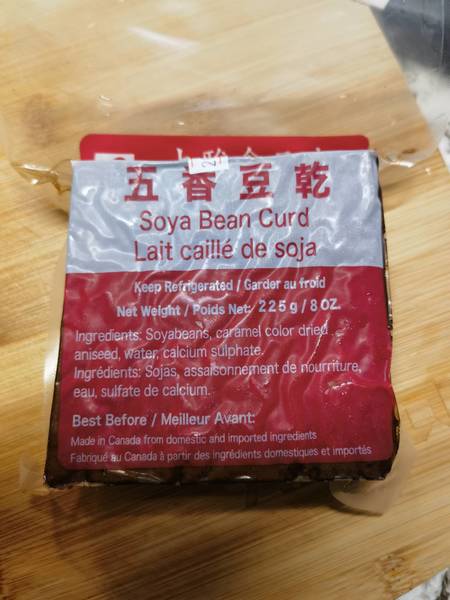 五香豆乾
Soya Bean Curd
Lait caillé de soja
Keep Refrigerated / Garder au froid
Net Weight / Poids Net: 225g / 8 OZ.
Ingredients: Soyabeans, caramel color dried
aniseed, water, calcium sulphate.
Ingrédients: Sojas, assaisonnement de nourriture,
eau, sulfate de calcium.
Best Before / Meilleur Avant:
Made in Canada from domestic and imported ingredients
Fabriqué au Canada à partir des ingrédients domestiques et importés